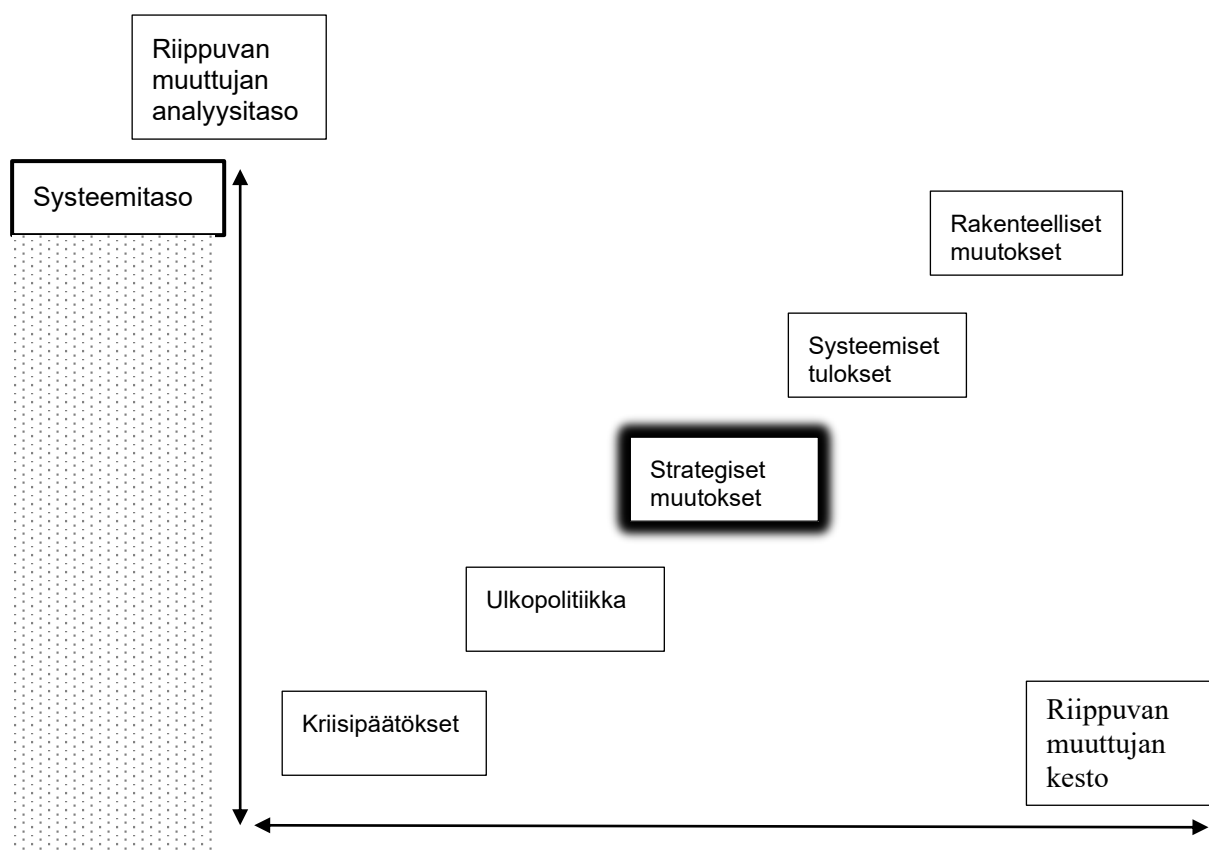 Riippuvan
muuttujan
analyysitaso
Systeemitaso
Rakenteelliset
muutokset
Systeemiset
tulokset
Strategiset
muutokset
Ulkopolitiikka
Kriisipäätökset
Riippuvan
muuttujan
kesto